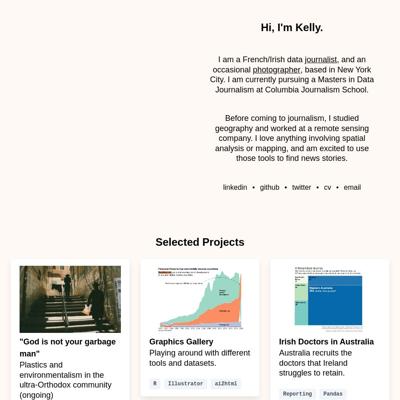 Hi, I'm Kelly.
I am a French/Irish data journalist, and an
occasional photographer, based in New York
City. I am currently pursuing a Masters in Data
Journalism at Columbia Journalism School.
Before coming to journalism, I studied
geography and worked at a remote sensing
company. I love anything involving spatial
analysis or mapping, and am excited to use
those tools to find news stories.
linkedin • github • twitter • cv • email
Selected Projects
"God is not your garbage
man"
Plastics and
environmentalism in the
ultra-Orthodox community
(ongoing)
Graphics Gallery
Playing around with different
tools and datasets.
R Illustrator ai2html
Irish Doctors in Australia
Australia recruits the
doctors that Ireland
struggles to retain.
Reporting Pandas